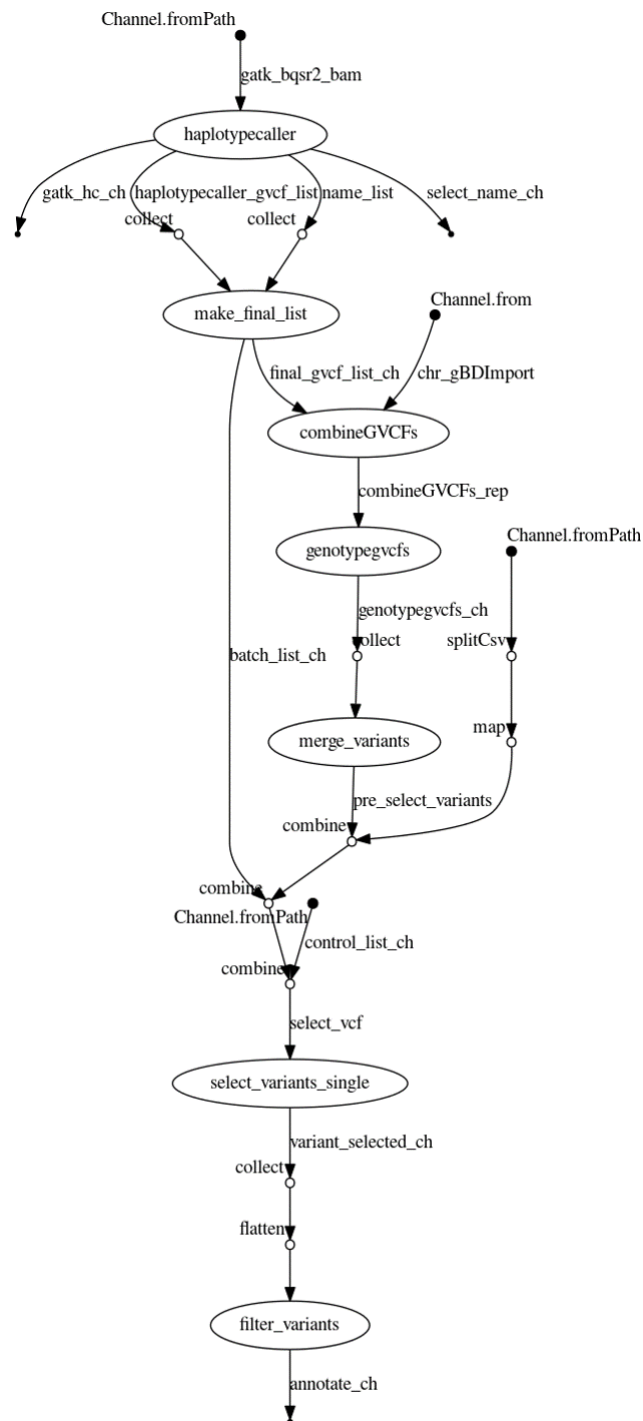 Channel.fromPath
gatk_bqsr2_bam
haplotypecaller
gatk_hc_ch
haplotypecaller_gvcf_list
name_list
select_name_ch
collect
collect
make_final_list
Channel.from
final_gvcf_list_ch
chr_gBDImport
combineGVCFs
combineGVCFs_rep
Channel.fromPath
genotypegvcfs
genotypegvcfs_ch
collect
splitCsv
batch_list_ch
map
merge_variants
pre_select_variants
combine
combine
Channel.fromPath
control_list_ch
combine
select_vcf
select_variants_single
variant_selected_ch
collect
flatten
filter_variants
annotate_ch